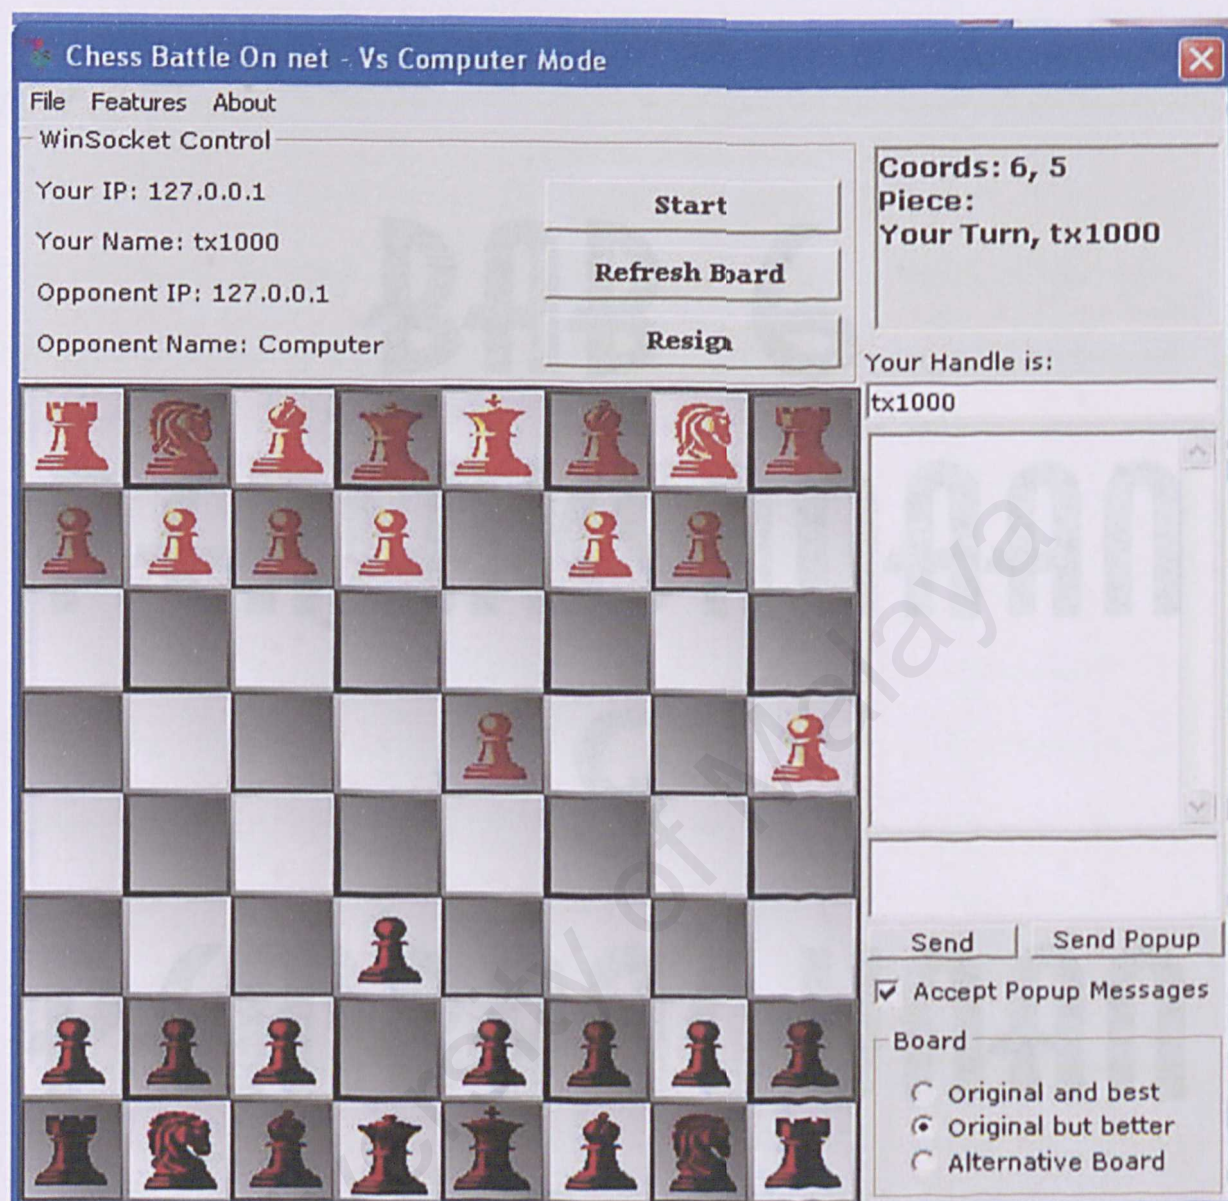 Chess Battle On net - Vs Computer Mode
File Features About
WinSocket Control
Your IP: 127.0.0.1
Your Name: tx1000
Opponent IP: 127.0.0.1
Opponent Name: Computer
Start
Refresh Board
Resign
Coords: 6, 5
Piece:
Your Turn, tx1000
Your Handle is:
tx1000
Send Send Popup
Accept Popup Messages
Board
Original and best
Original but better
Alternative Board
University of Malaya